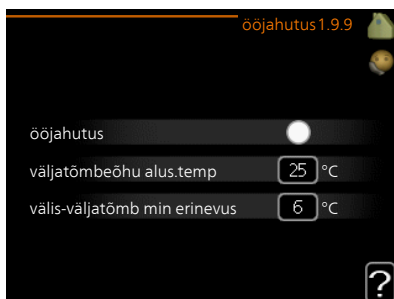 ööjahutus 1.9.9
ööjahutus
väljatõmbeõhu alus.temp 25 °C
välis-väljatõmb min erinevus 6 °C
?